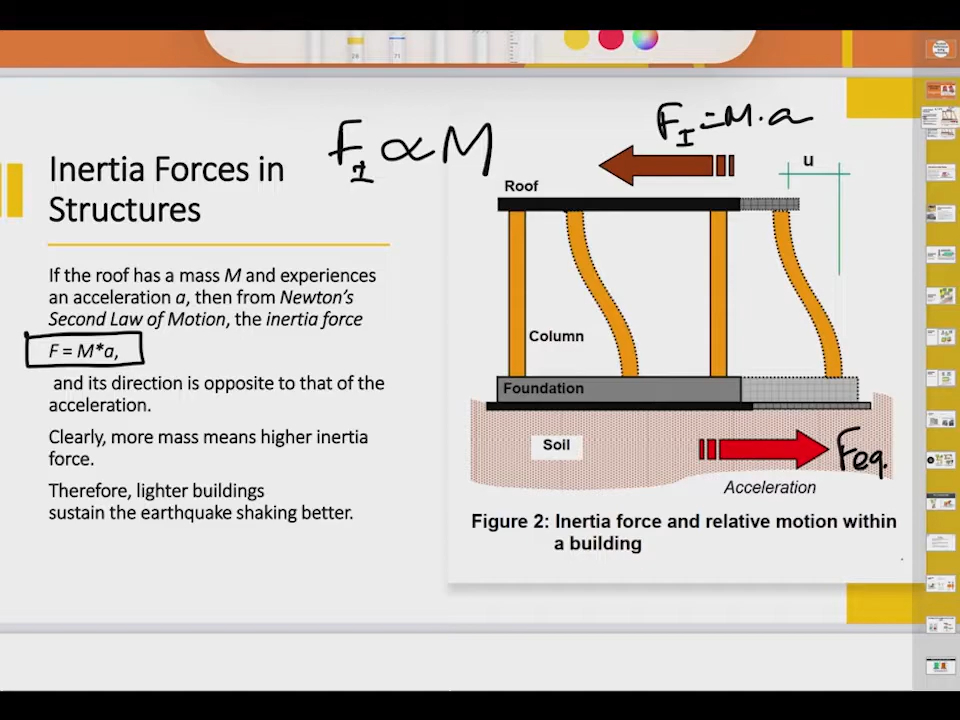 28
71
F_I ∝ M
F_I = M·a
Inertia Forces in
Structures
If the roof has a mass M and experiences
an acceleration a, then from Newton's
Second Law of Motion, the inertia force
F = M*a,
and its direction is opposite to that of the
acceleration.
Clearly, more mass means higher inertia
force.
Therefore, lighter buildings
sustain the earthquake shaking better.
u
Roof
Column
Foundation
Soil
Feq.
Acceleration
Figure 2: Inertia force and relative motion within
a building